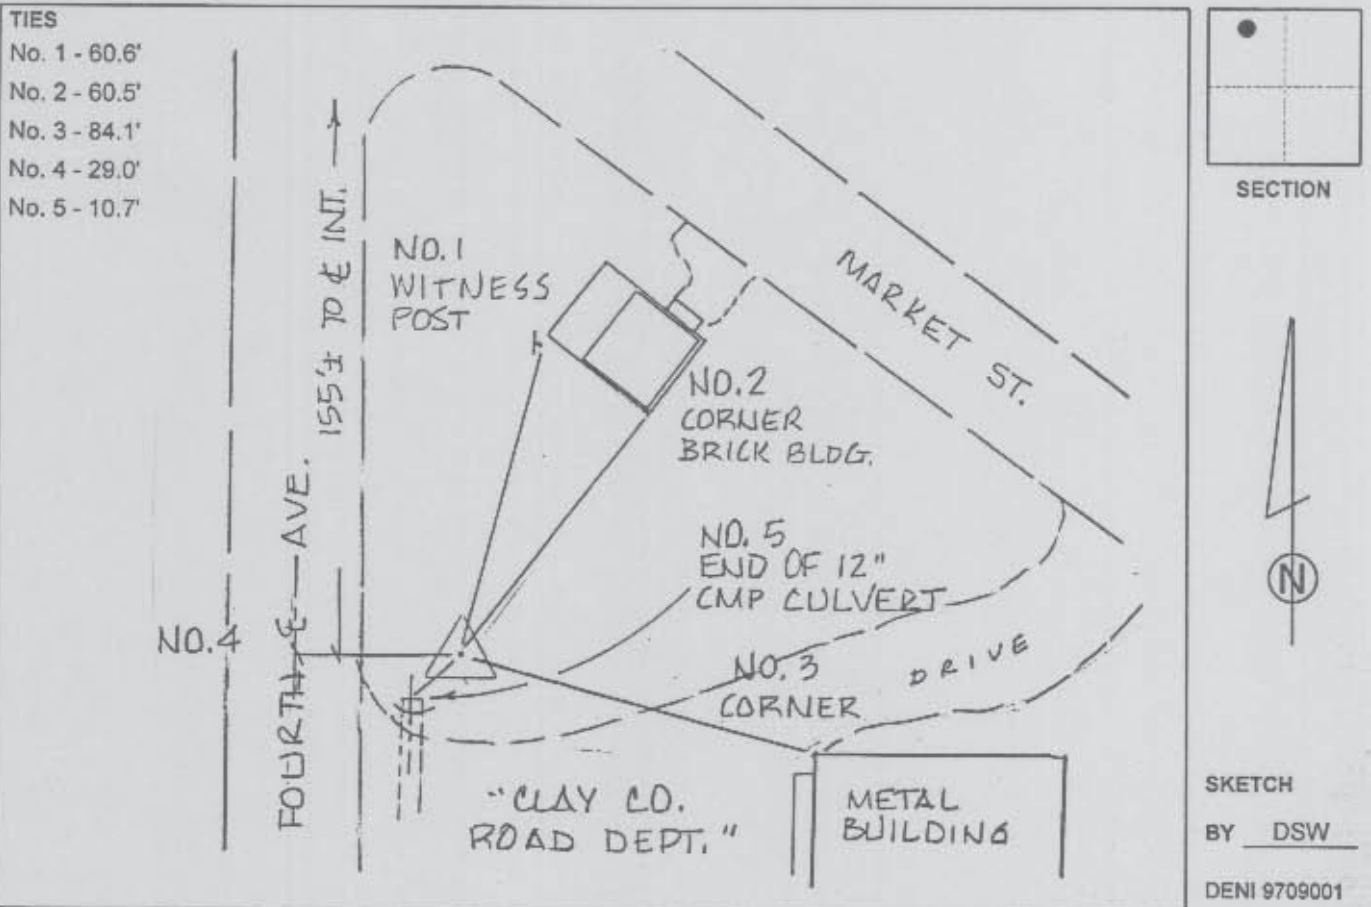 TIES
No. 1 - 60.6'
No. 2 - 60.5'
No. 3 - 84.1'
No. 4 - 29.0'
No. 5 - 10.7'
155'± TO ℄ INT.
NO.1
WITNESS
POST
MARKET ST.
NO.2
CORNER
BRICK BLDG.
NO. 5
END OF 12"
CMP CULVERT
NO.4
FOURTH ℄ AVE.
NO.3
CORNER
DRIVE
"CLAY CO.
ROAD DEPT."
METAL
BUILDING
SECTION
N
SKETCH
BY DSW
DENI 9709001